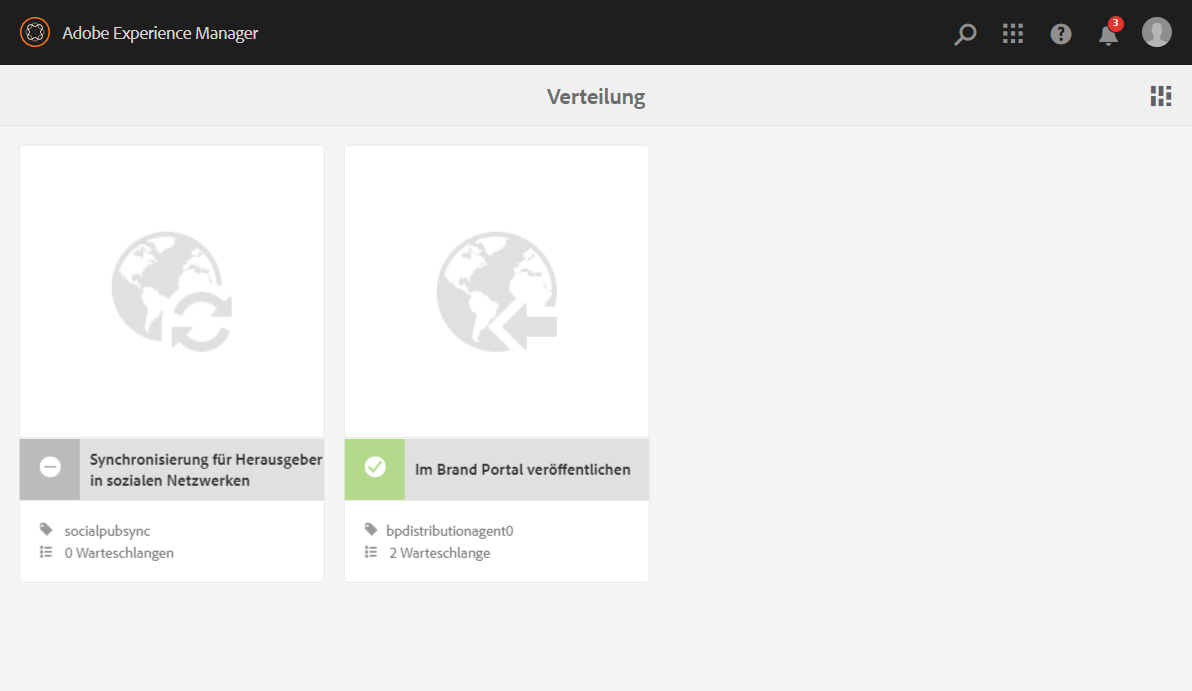 Adobe Experience Manager
?
3
Verteilung
Synchronisierung für Herausgeber
in sozialen Netzwerken
socialpubsync
0 Warteschlangen
Im Brand Portal veröffentlichen
bpdistributionagent0
2 Warteschlange